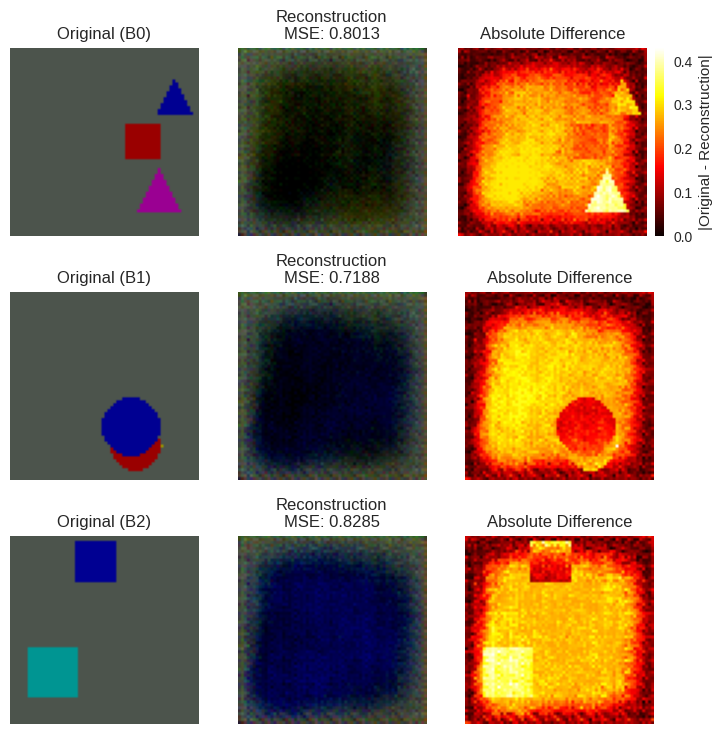 Original (B0)
Reconstruction
MSE: 0.8013
Absolute Difference
0.4
0.3
0.2
0.1
0.0
|Original - Reconstruction|
Original (B1)
Reconstruction
MSE: 0.7188
Absolute Difference
Original (B2)
Reconstruction
MSE: 0.8285
Absolute Difference